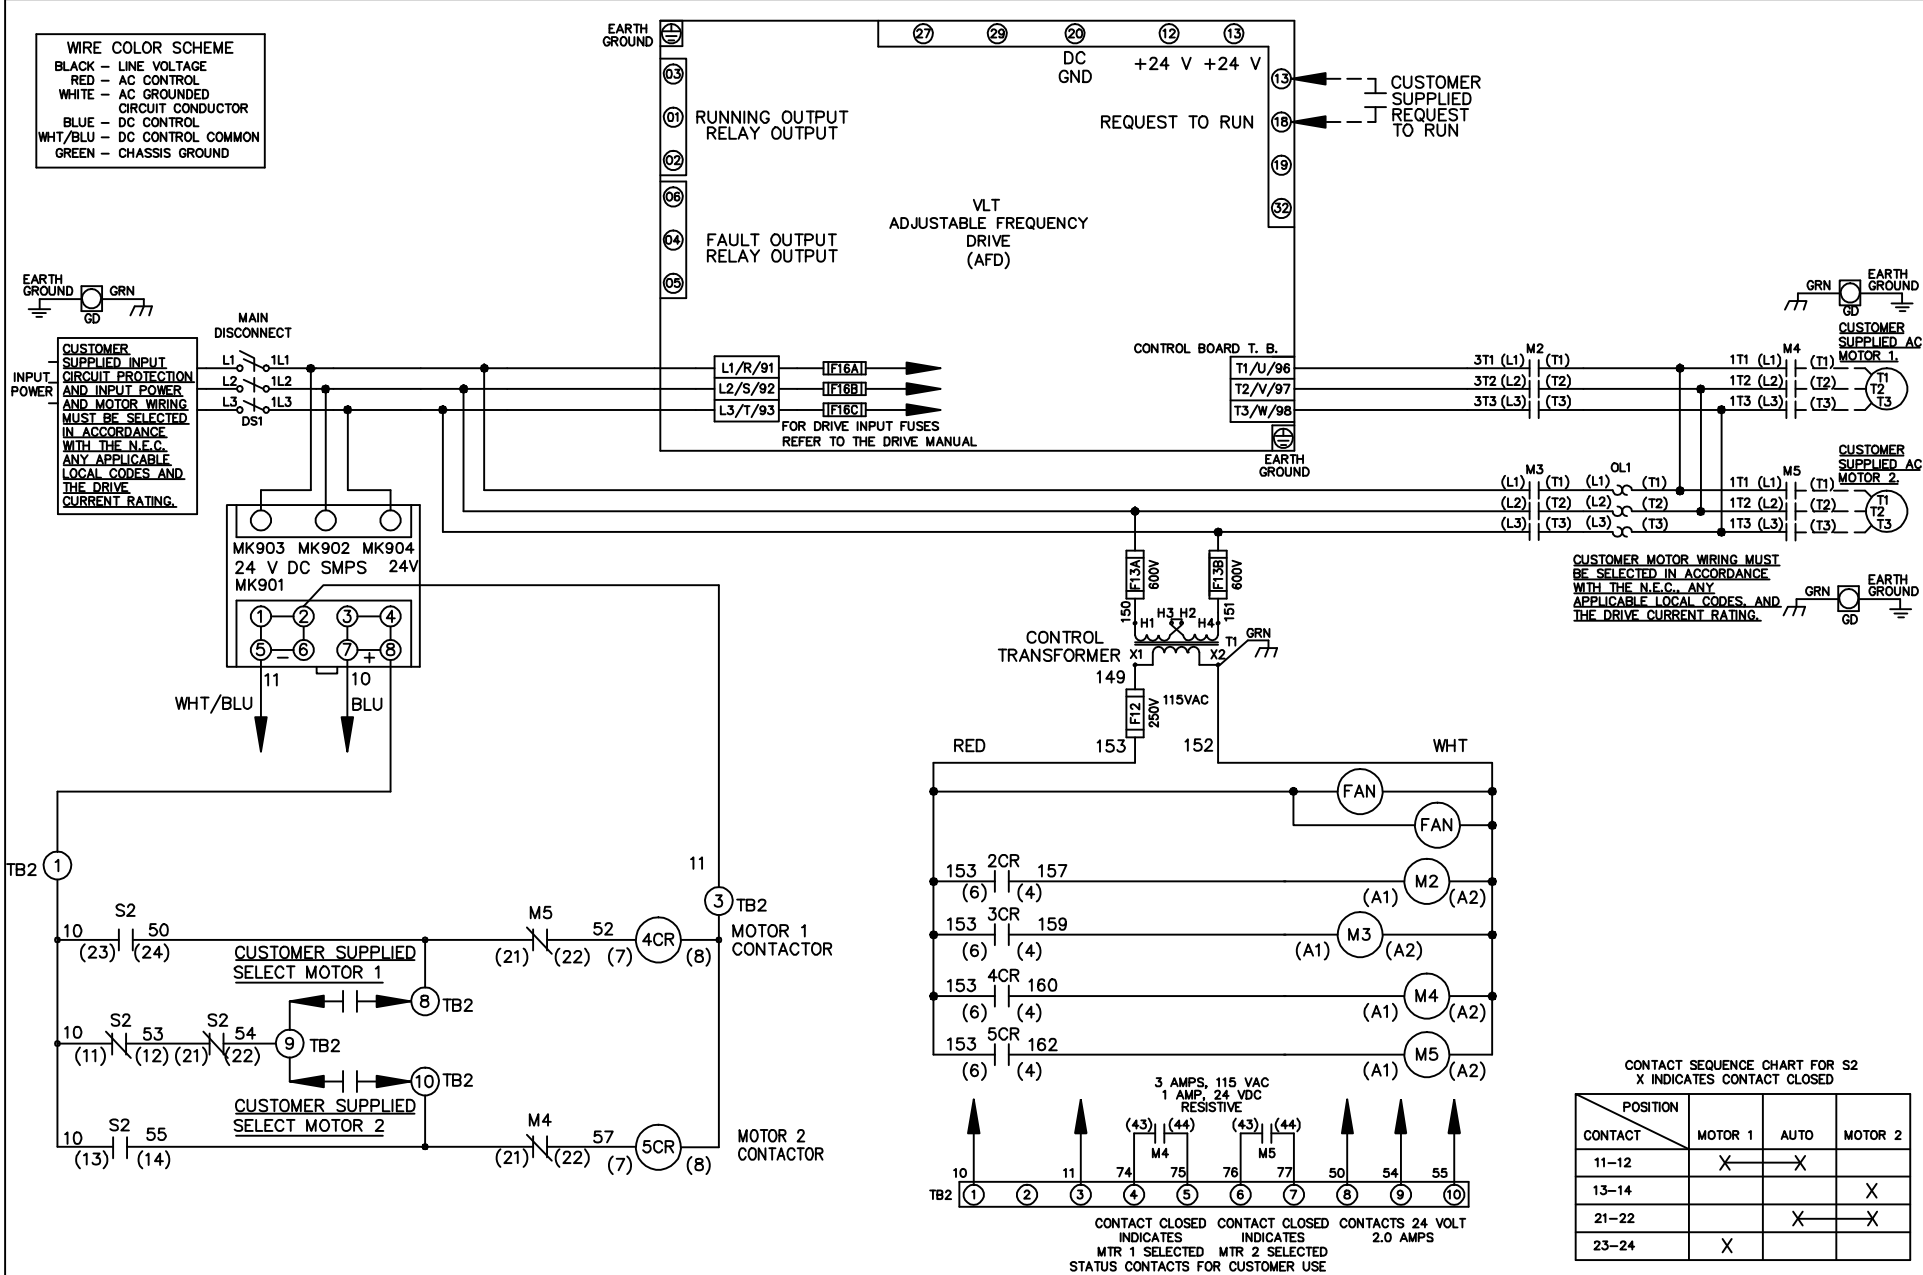 WIRE COLOR SCHEME
BLACK – LINE VOLTAGE
RED – AC CONTROL
WHITE – AC GROUNDED
CIRCUIT CONDUCTOR
BLUE – DC CONTROL
WHT/BLU – DC CONTROL COMMON
GREEN – CHASSIS GROUND
EARTH
GROUND
27 29 20 12 13
DC
GND
+24 V +24 V
03
01
02
RUNNING OUTPUT
RELAY OUTPUT
06
04
05
FAULT OUTPUT
RELAY OUTPUT
VLT
ADJUSTABLE FREQUENCY
DRIVE
(AFD)
REQUEST TO RUN
13
18
19
32
CUSTOMER
SUPPLIED
REQUEST
TO RUN
EARTH
GROUND
GRN
GD
MAIN
DISCONNECT
INPUT
POWER
CUSTOMER
SUPPLIED INPUT
CIRCUIT PROTECTION
AND INPUT POWER
AND MOTOR WIRING
MUST BE SELECTED
IN ACCORDANCE
WITH THE N.E.C.
ANY APPLICABLE
LOCAL CODES AND
THE DRIVE
CURRENT RATING.
L1 1L1
L2 1L2
L3 1L3
DS1
L1/R/91 F16A
L2/S/92 F16B
L3/T/93 F16C
FOR DRIVE INPUT FUSES
REFER TO THE DRIVE MANUAL
CONTROL BOARD T. B.
T1/U/96
T2/V/97
T3/W/98
EARTH
GROUND
M2
3T1 (L1) (T1)
3T2 (L2) (T2)
3T3 (L3) (T3)
M4
1T1 (L1) (T1)
1T2 (L2) (T2)
1T3 (L3) (T3)
GRN
EARTH
GROUND
GD
CUSTOMER
SUPPLIED AC
MOTOR 1.
T1
T2
T3
M3 OL1
(L1) (T1) (L1) (T1)
(L2) (T2) (L2) (T2)
(L3) (T3) (L3) (T3)
M5
1T1 (L1) (T1)
1T2 (L2) (T2)
1T3 (L3) (T3)
CUSTOMER
SUPPLIED AC
MOTOR 2.
T1
T2
T3
CUSTOMER MOTOR WIRING MUST
BE SELECTED IN ACCORDANCE
WITH THE N.E.C., ANY
APPLICABLE LOCAL CODES, AND
THE DRIVE CURRENT RATING.
GRN
EARTH
GROUND
GD
MK903 MK902 MK904
24 V DC SMPS 24V
MK901
1 2 3 4
5 – 6 7 + 8
11 10
WHT/BLU BLU
F13A
600V
F13B
600V
150 151
H1 H3 H2 H4
CONTROL
TRANSFORMER
X1 X2
T1
GRN
149
F12
250V
115VAC
153 152
RED WHT
FAN
FAN
153 2CR 157
(6) (4) (A1) M2 (A2)
153 3CR 159
(6) (4) (A1) M3 (A2)
153 4CR 160
(6) (4) (A1) M4 (A2)
153 5CR 162
(6) (4) (A1) M5 (A2)
TB2 1
11
3 TB2
10 S2 50
(23) (24)
CUSTOMER SUPPLIED
SELECT MOTOR 1
8 TB2
M5 52
(21) (22) (7) 4CR (8)
MOTOR 1
CONTACTOR
10 S2 53 S2 54
(11) (12) (21) (22)
9 TB2
10 TB2
CUSTOMER SUPPLIED
SELECT MOTOR 2
10 S2 55
(13) (14)
M4 57
(21) (22) (7) 5CR (8)
MOTOR 2
CONTACTOR
3 AMPS, 115 VAC
1 AMP, 24 VDC
RESISTIVE
(43) (44) (43) (44)
M4 M5
10 11 74 75 76 77 50 54 55
TB2 1 2 3 4 5 6 7 8 9 10
CONTACT CLOSED
INDICATES
MTR 1 SELECTED
CONTACT CLOSED
INDICATES
MTR 2 SELECTED
CONTACTS 24 VOLT
2.0 AMPS
STATUS CONTACTS FOR CUSTOMER USE
CONTACT SEQUENCE CHART FOR S2
X INDICATES CONTACT CLOSED
POSITION
CONTACT MOTOR 1 AUTO MOTOR 2
11–12 X X
13–14 X
21–22 X X
23–24 X